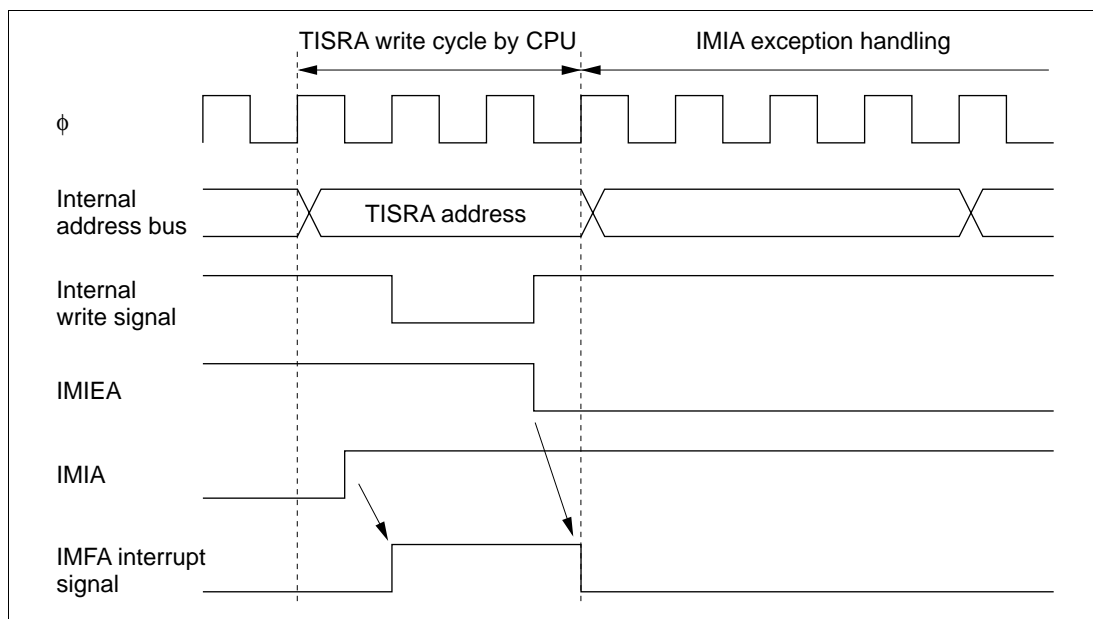 TISRA write cycle by CPU
IMIA exception handling
φ
Internal
address bus
TISRA address
Internal
write signal
IMIEA
IMIA
IMFA interrupt
signal